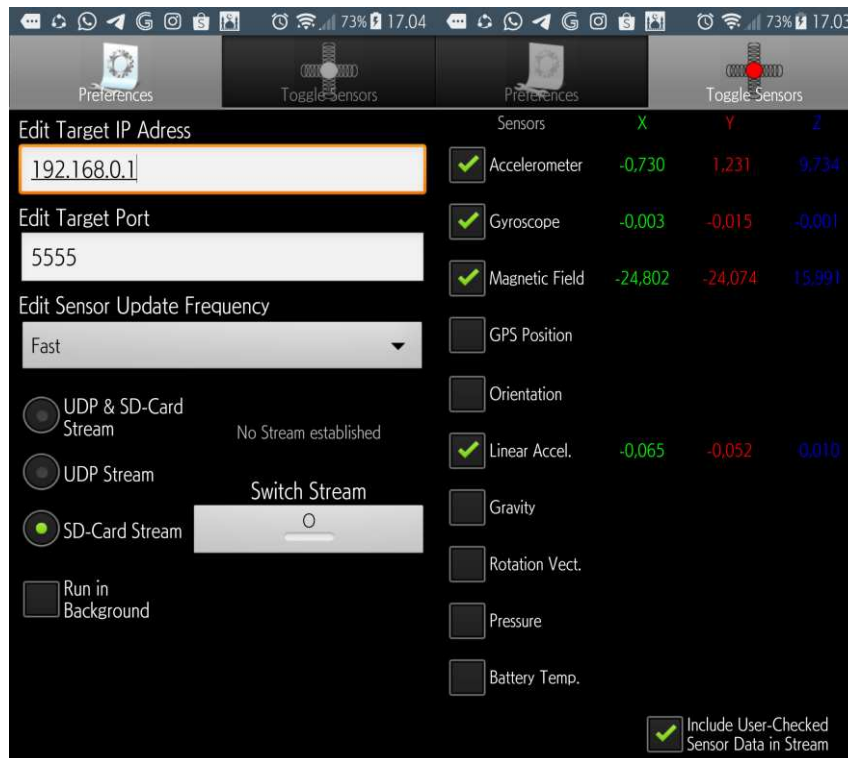 73% 17.04
Preferences
Toggle Sensors
Edit Target IP Adress
192.168.0.1
Edit Target Port
5555
Edit Sensor Update Frequency
Fast
UDP & SD-Card
Stream
No Stream established
UDP Stream
Switch Stream
SD-Card Stream
O
Run in
Background
73% 17.03
Preferences
Toggle Sensors
Sensors X Y Z
Accelerometer -0,730 1,231 9,734
Gyroscope -0,003 -0,015 -0,001
Magnetic Field -24,802 -24,074 15,991
GPS Position
Orientation
Linear Accel. -0,065 -0,052 0,010
Gravity
Rotation Vect.
Pressure
Battery Temp.
Include User-Checked
Sensor Data in Stream